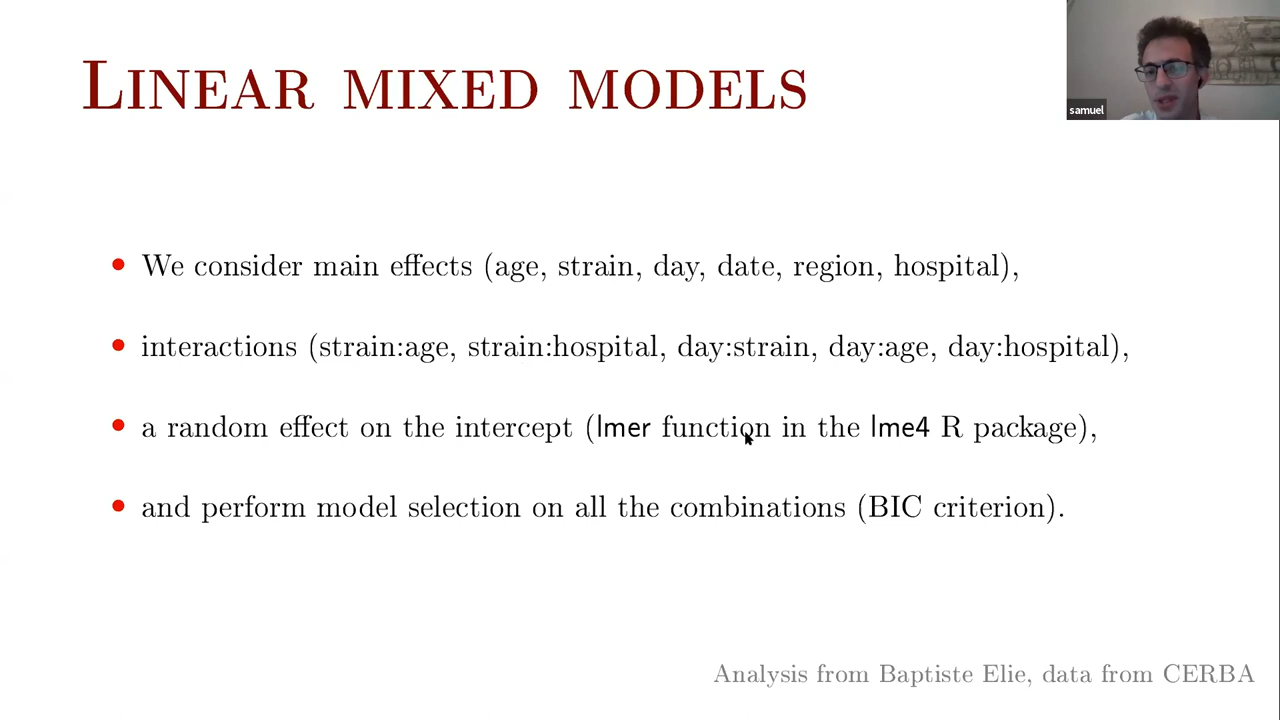 LINEAR MIXED MODELS
samuel
• We consider main effects (age, strain, day, date, region, hospital),
• interactions (strain:age, strain:hospital, day:strain, day:age, day:hospital),
• a random effect on the intercept (lmer function in the lme4 R package),
• and perform model selection on all the combinations (BIC criterion).
Analysis from Baptiste Elie, data from CERBA